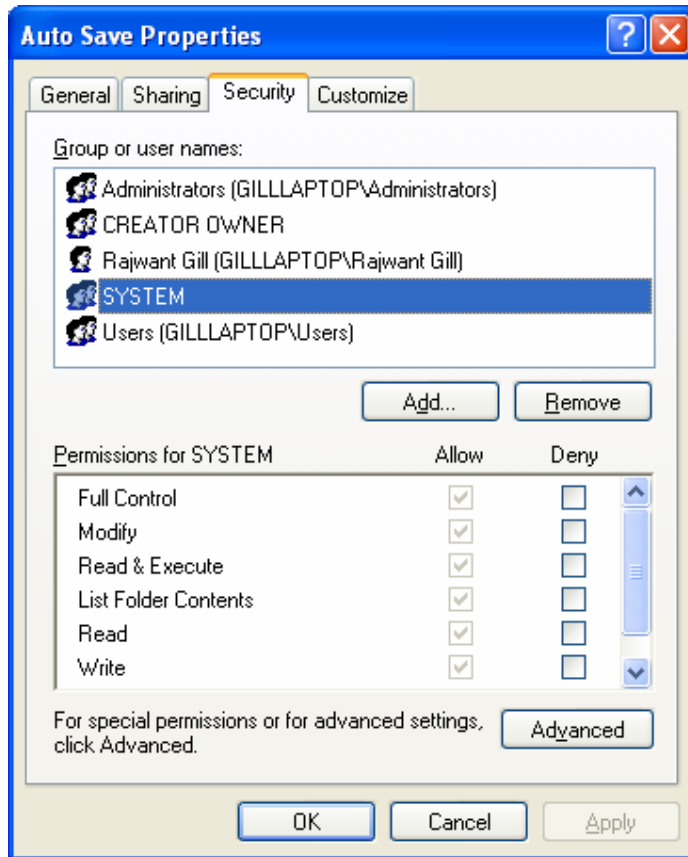 Auto Save Properties
General Sharing Security Customize
Group or user names:
Administrators (GILLLAPTOP\Administrators)
CREATOR OWNER
Rajwant Gill (GILLLAPTOP\Rajwant Gill)
SYSTEM
Users (GILLLAPTOP\Users)
Add... Remove
Permissions for SYSTEM Allow Deny
Full Control
Modify
Read & Execute
List Folder Contents
Read
Write
For special permissions or for advanced settings,
click Advanced.
Advanced
OK Cancel Apply